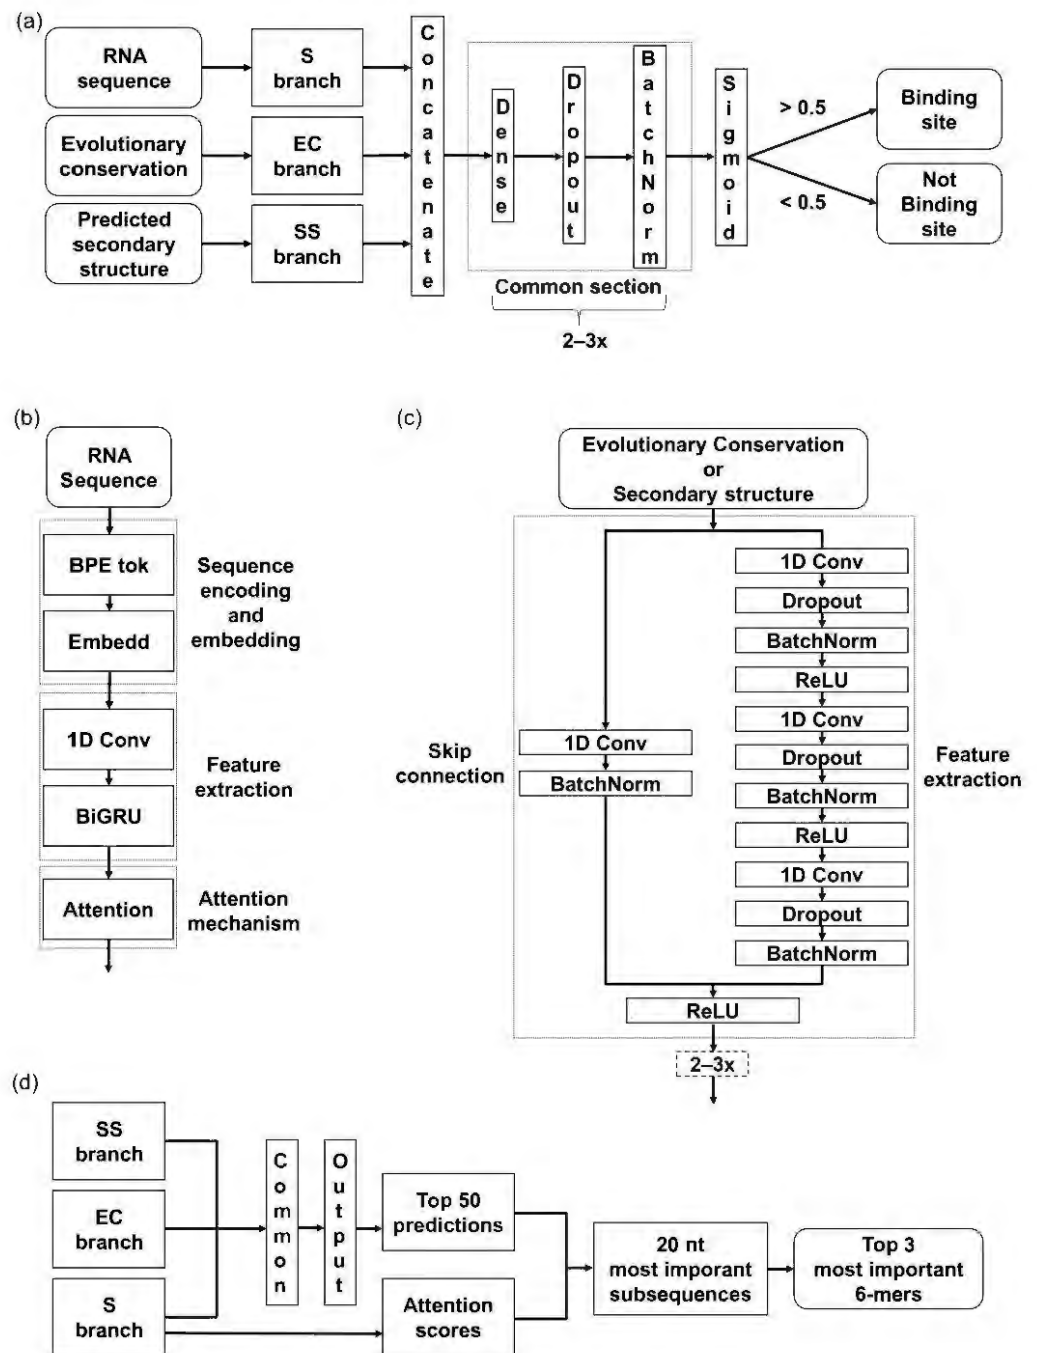 (a)
RNA
sequence
S
branch
Evolutionary
conservation
EC
branch
Predicted
secondary
structure
SS
branch
Concatenate
Dense
Dropout
BatchNorm
Common section
2–3x
Sigmoid
> 0.5
< 0.5
Binding
site
Not
Binding
site
(b)
RNA
Sequence
BPE tok
Embedd
Sequence
encoding
and
embedding
1D Conv
BiGRU
Feature
extraction
Attention
Attention
mechanism
(c)
Evolutionary Conservation
or
Secondary structure
Skip
connection
1D Conv
BatchNorm
1D Conv
Dropout
BatchNorm
ReLU
1D Conv
Dropout
BatchNorm
ReLU
1D Conv
Dropout
BatchNorm
Feature
extraction
ReLU
2–3x
(d)
SS
branch
EC
branch
S
branch
Common
Output
Top 50
predictions
Attention
scores
20 nt
most imporant
subsequences
Top 3
most important
6-mers